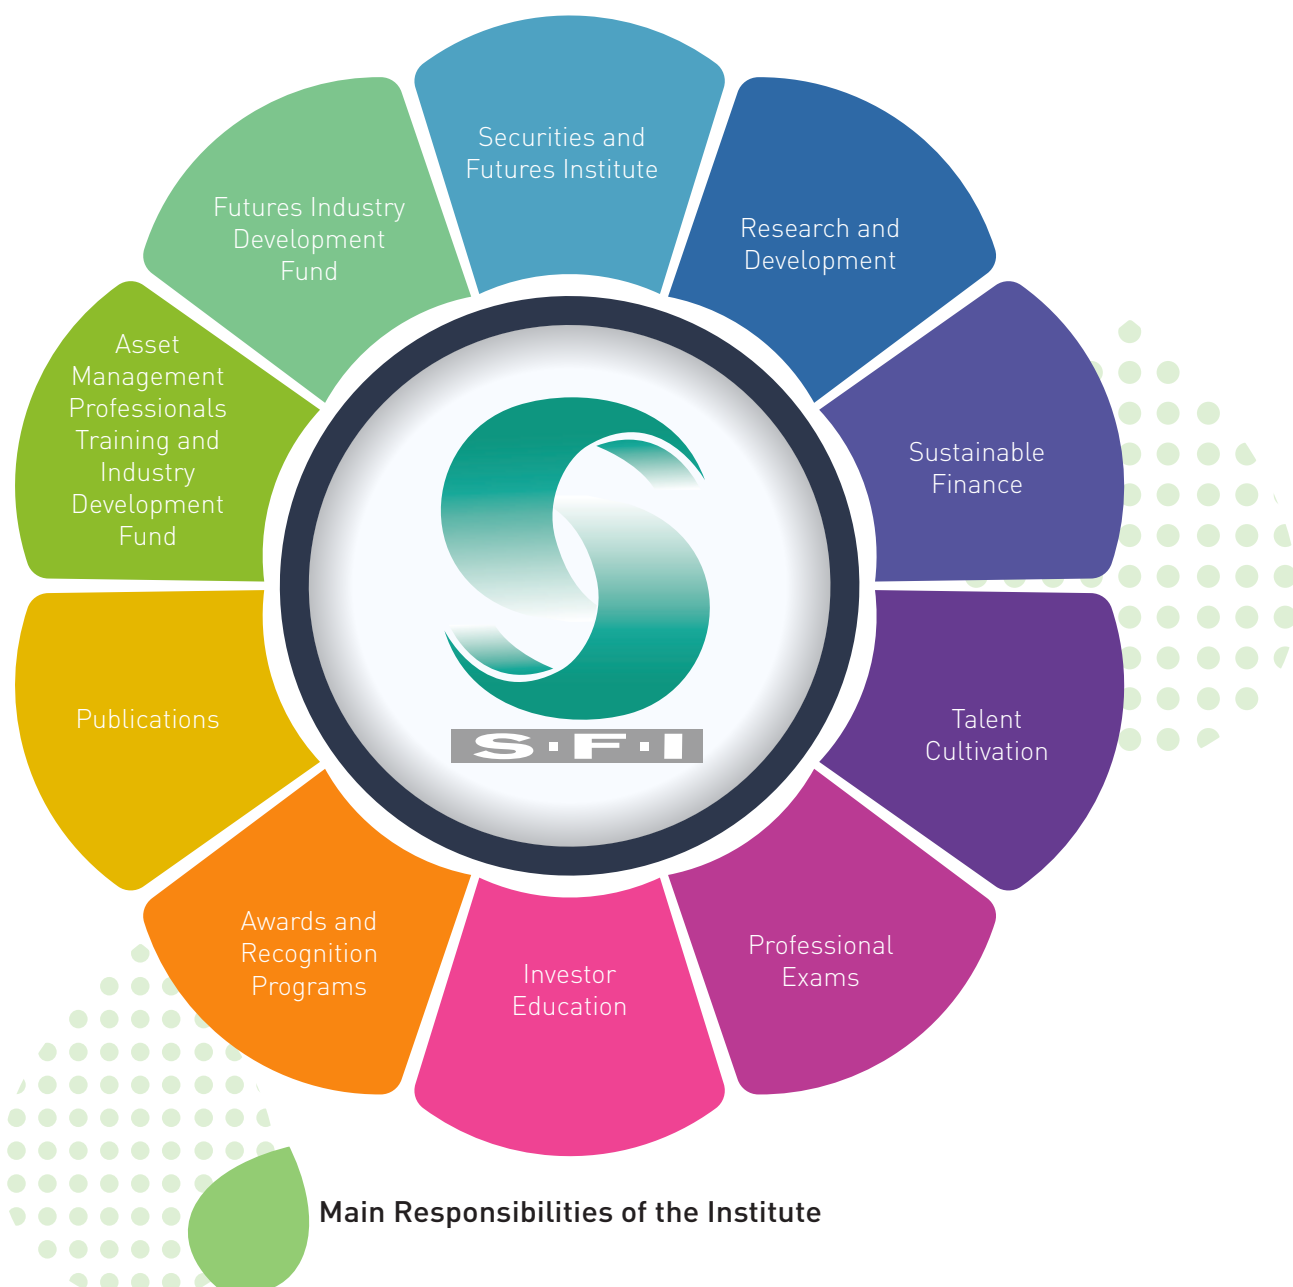 Securities and
Futures Institute
Research and
Development
Sustainable
Finance
Talent
Cultivation
Professional
Exams
Investor
Education
Awards and
Recognition
Programs
Publications
Asset
Management
Professionals
Training and
Industry
Development
Fund
Futures Industry
Development
Fund
S·F·I
Main Responsibilities of the Institute